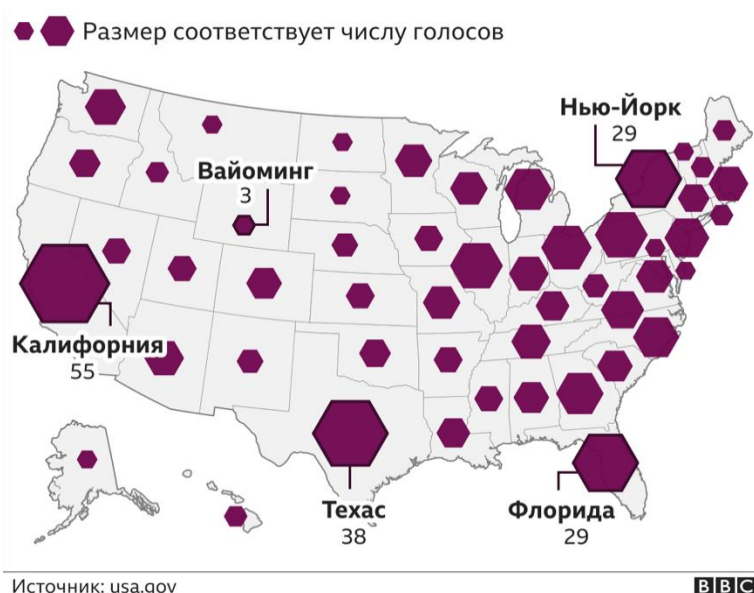 Размер соответствует числу голосов
Нью-Йорк
29
Вайоминг
3
Калифорния
55
Техас
38
Флорида
29
Источник: usa.gov
BBC